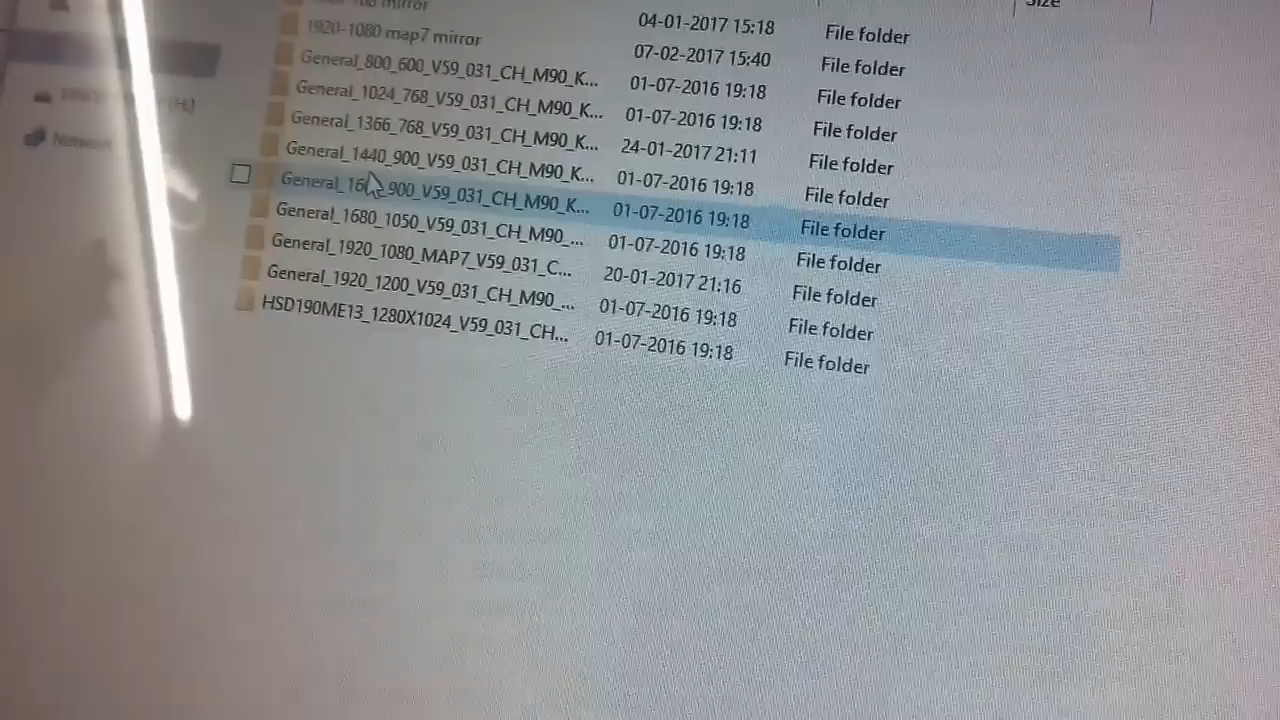 Size
mirror 04-01-2017 15:18 File folder
1920-1080 map7 mirror 07-02-2017 15:40 File folder
General_800_600_V59_031_CH_M90_K... 01-07-2016 19:18 File folder
General_1024_768_V59_031_CH_M90_K... 01-07-2016 19:18 File folder
General_1366_768_V59_031_CH_M90_K... 24-01-2017 21:11 File folder
General_1440_900_V59_031_CH_M90_K... 01-07-2016 19:18 File folder
General_16 900_V59_031_CH_M90_K... 01-07-2016 19:18 File folder
General_1680_1050_V59_031_CH_M90_... 01-07-2016 19:18 File folder
General_1920_1080_MAP7_V59_031_C... 20-01-2017 21:16 File folder
General_1920_1200_V59_031_CH_M90_... 01-07-2016 19:18 File folder
HSD190ME13_1280X1024_V59_031_CH... 01-07-2016 19:18 File folder
Network